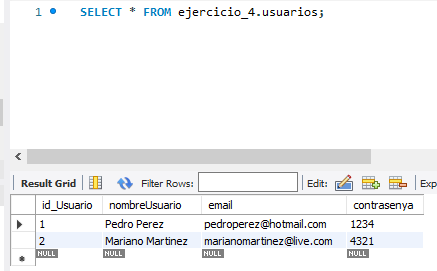 1 SELECT * FROM ejercicio_4.usuarios;
Result Grid Filter Rows: Edit: Exp
id_Usuario nombreUsuario email contrasenya
1 Pedro Perez pedroperez@hotmail.com 1234
2 Mariano Martinez marianomartinez@live.com 4321
NULL NULL NULL NULL